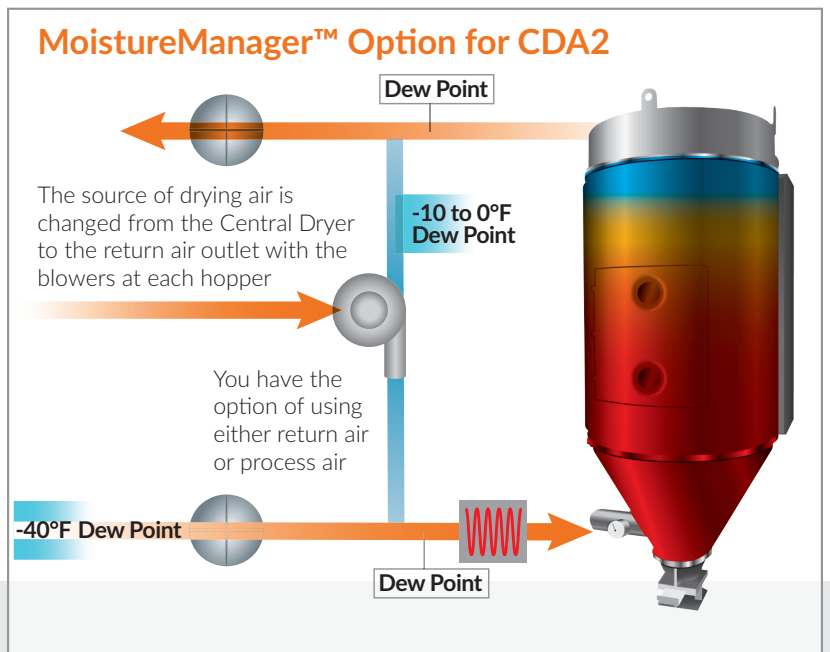 MoistureManager™ Option for CDA2
Dew Point
The source of drying air is
changed from the Central Dryer
to the return air outlet with the
blowers at each hopper
-10 to 0°F
Dew Point
You have the
option of using
either return air
or process air
-40°F Dew Point
Dew Point